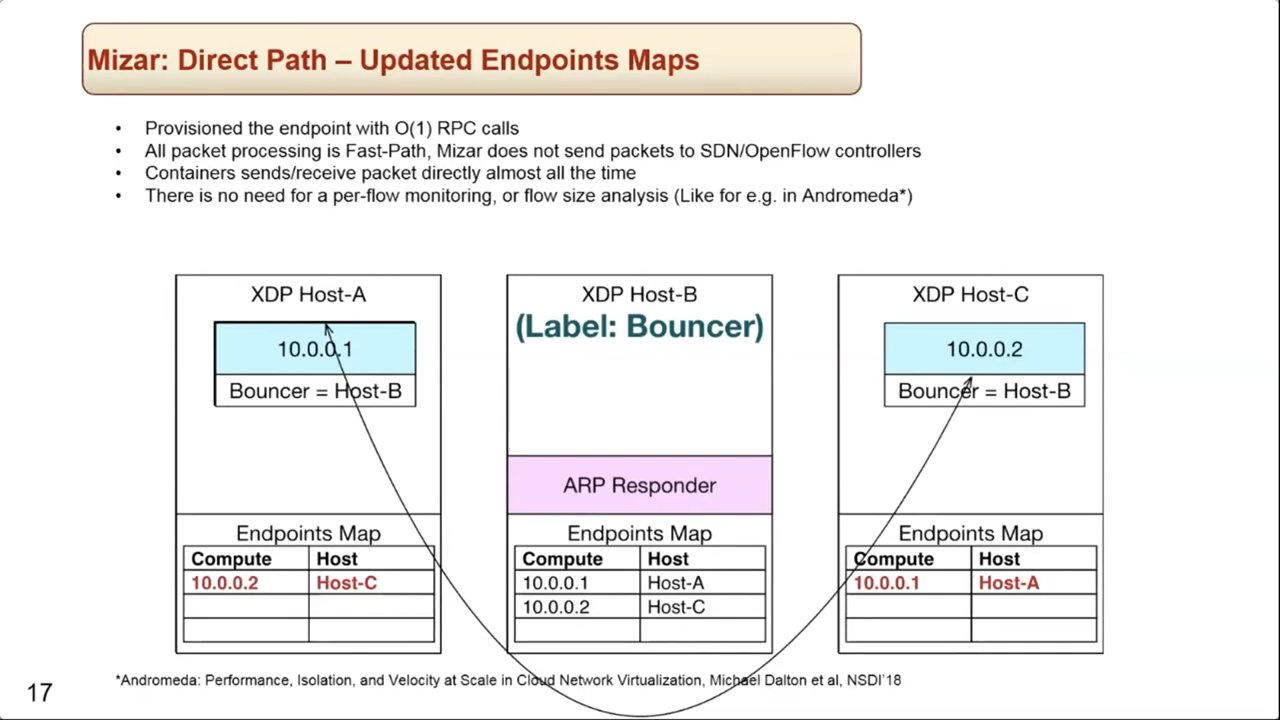 Mizar: Direct Path – Updated Endpoints Maps
• Provisioned the endpoint with O(1) RPC calls
• All packet processing is Fast-Path, Mizar does not send packets to SDN/OpenFlow controllers
• Containers sends/receive packet directly almost all the time
• There is no need for a per-flow monitoring, or flow size analysis (Like for e.g. in Andromeda*)
XDP Host-A
10.0.0.1
Bouncer = Host-B
Endpoints Map
Compute Host
10.0.0.2 Host-C
XDP Host-B
(Label: Bouncer)
ARP Responder
Endpoints Map
Compute Host
10.0.0.1 Host-A
10.0.0.2 Host-C
XDP Host-C
10.0.0.2
Bouncer = Host-B
Endpoints Map
Compute Host
10.0.0.1 Host-A
*Andromeda: Performance, Isolation, and Velocity at Scale in Cloud Network Virtualization, Michael Dalton et al, NSDI'18
17